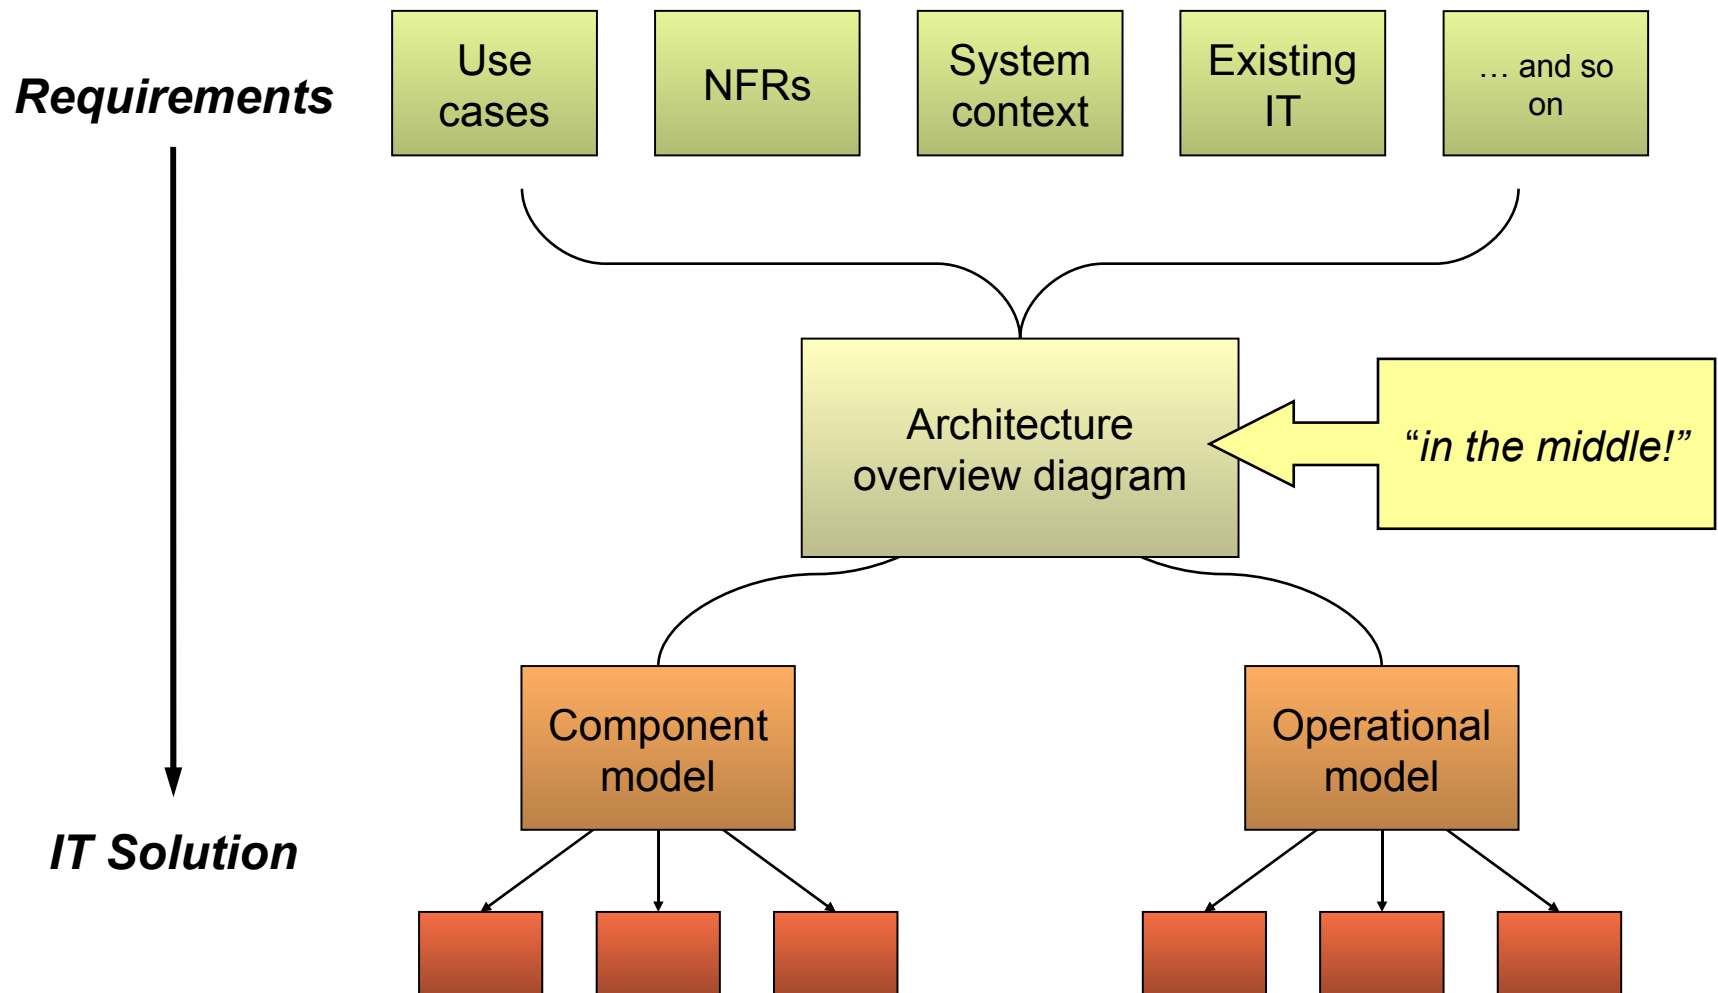 Requirements
Use
cases
NFRs
System
context
Existing
IT
… and so
on
Architecture
overview diagram
“in the middle!”
Component
model
Operational
model
IT Solution